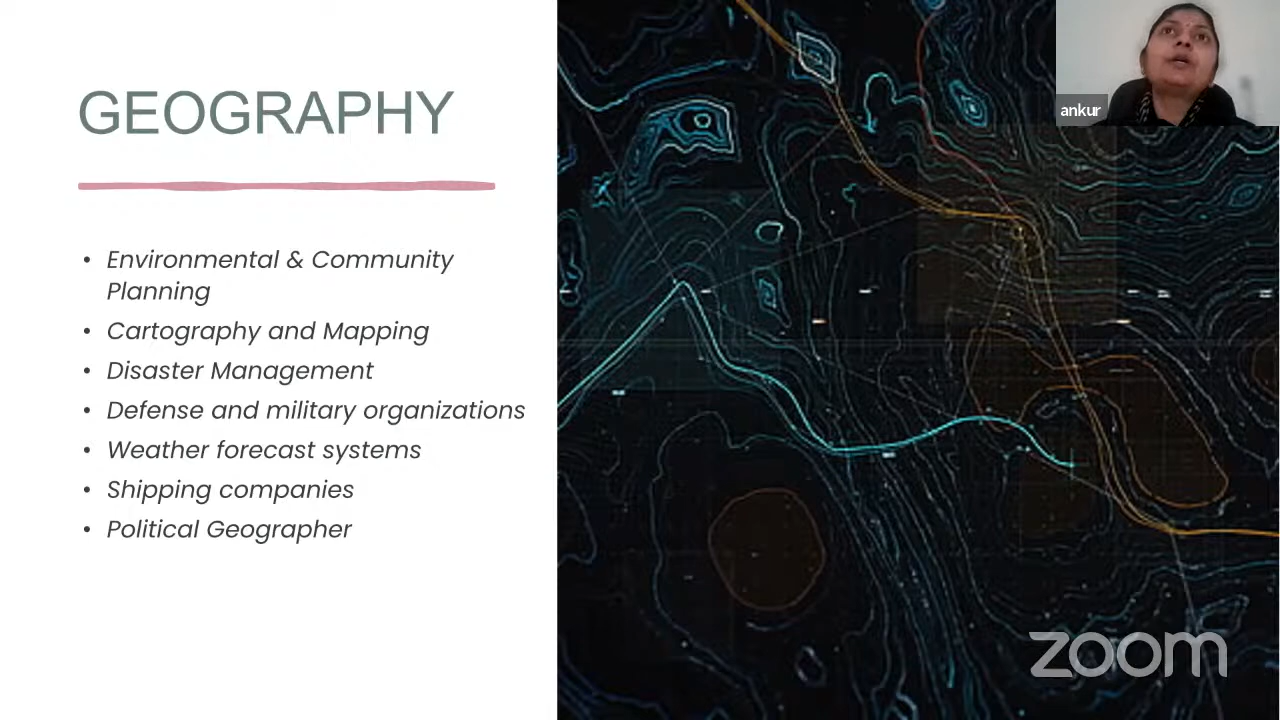 GEOGRAPHY
• Environmental & Community
Planning
• Cartography and Mapping
• Disaster Management
• Defense and military organizations
• Weather forecast systems
• Shipping companies
• Political Geographer
ankur
zoom